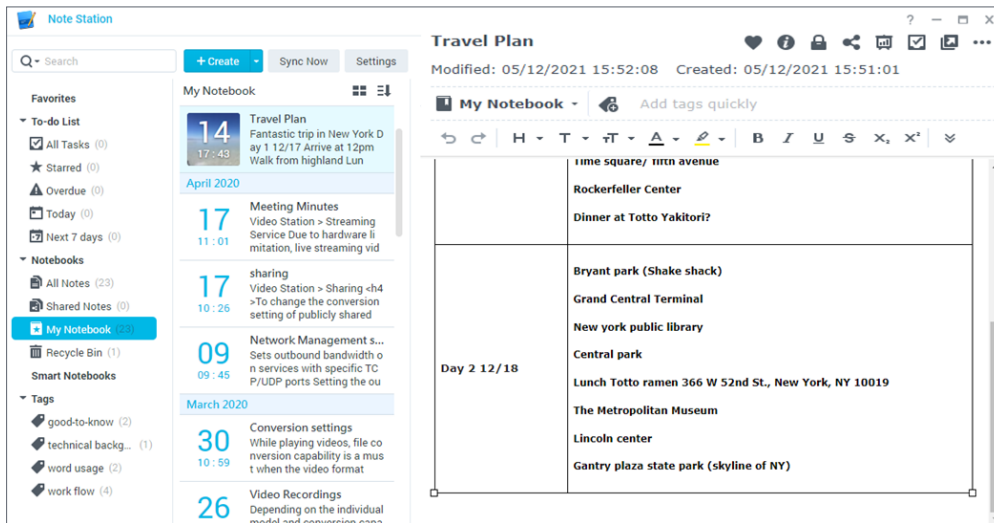 Note Station
Search
+ Create
Sync Now
Settings
Favorites
To-do List
All Tasks (0)
Starred (0)
Overdue (0)
Today (0)
Next 7 days (0)
Notebooks
All Notes (23)
Shared Notes (0)
My Notebook (23)
Recycle Bin (1)
Smart Notebooks
Tags
good-to-know (2)
technical backg... (1)
word usage (2)
work flow (4)
My Notebook
14
17 : 43
Travel Plan
Fantastic trip in New York D
ay 1 12/17 Arrive at 12pm
Walk from highland Lun
April 2020
17
11 : 01
Meeting Minutes
Video Station > Streaming
Service Due to hardware li
mitation, live streaming vid
17
10 : 26
sharing
Video Station > Sharing <h4
>To change the conversion
setting of publicly shared
09
09 : 45
Network Management s...
Sets outbound bandwidth o
n services with specific TC
P/UDP ports Setting the ou
March 2020
30
10 : 59
Conversion settings
While playing videos, file co
nversion capability is a mus
t when the video format
26
Video Recordings
Depending on the individual
model and conversion capa
Travel Plan
Modified: 05/12/2021 15:52:08 Created: 05/12/2021 15:51:01
My Notebook
Add tags quickly
H T тT A B I U S X₂ X²
Time square/ fifth avenue
Rockerfeller Center
Dinner at Totto Yakitori?
Day 2 12/18
Bryant park (Shake shack)
Grand Central Terminal
New york public library
Central park
Lunch Totto ramen 366 W 52nd St., New York, NY 10019
The Metropolitan Museum
Lincoln center
Gantry plaza state park (skyline of NY)